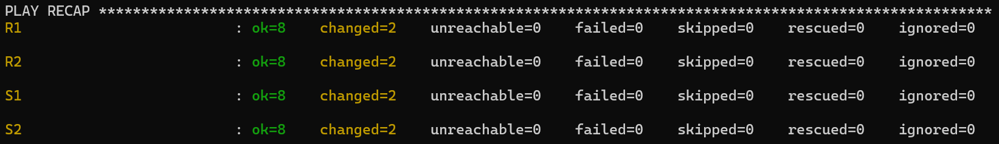 PLAY RECAP *********************************************************************************************************
R1                         : ok=8    changed=2    unreachable=0    failed=0    skipped=0    rescued=0    ignored=0
R2                         : ok=8    changed=2    unreachable=0    failed=0    skipped=0    rescued=0    ignored=0
S1                         : ok=8    changed=2    unreachable=0    failed=0    skipped=0    rescued=0    ignored=0
S2                         : ok=8    changed=2    unreachable=0    failed=0    skipped=0    rescued=0    ignored=0